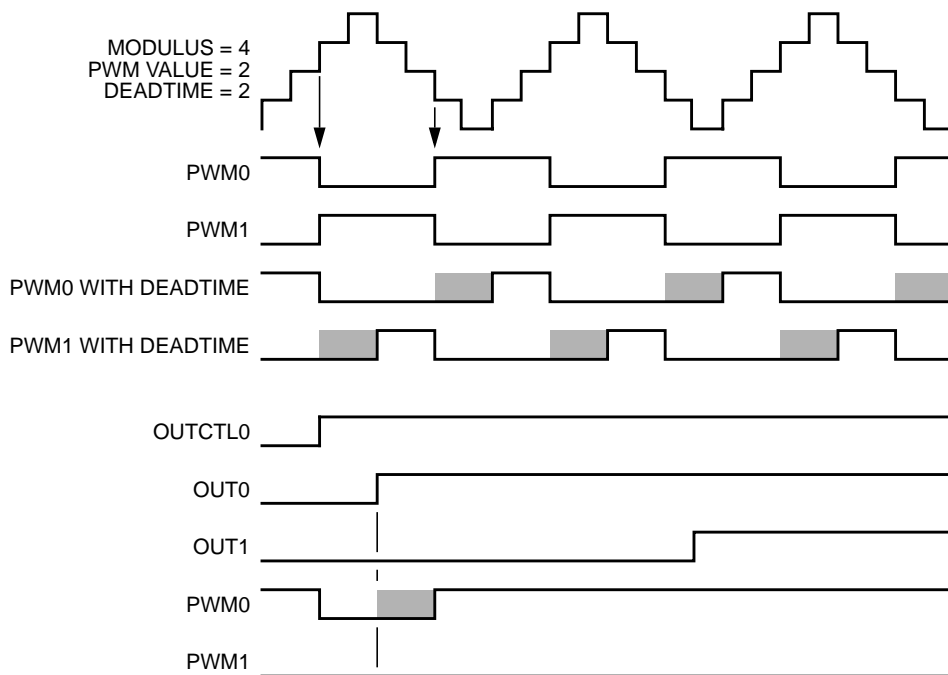 MODULUS = 4
PWM VALUE = 2
DEADTIME = 2
PWM0
PWM1
PWM0 WITH DEADTIME
PWM1 WITH DEADTIME
OUTCTL0
OUT0
OUT1
PWM0
PWM1